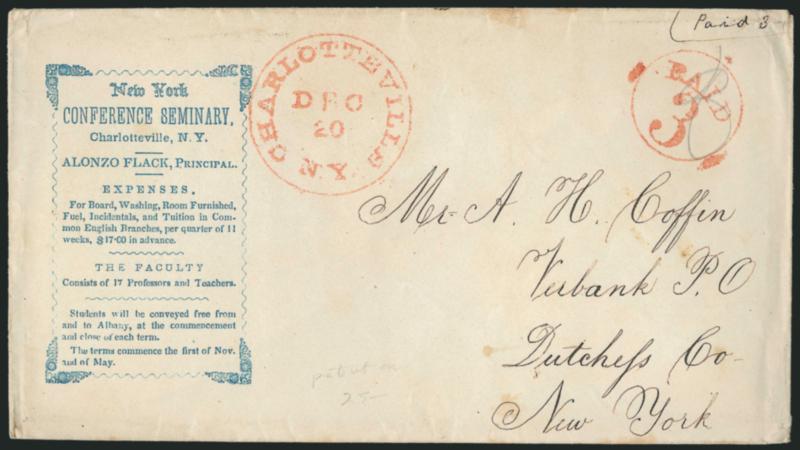 New York
CONFERENCE SEMINARY,
Charlotteville, N. Y.
ALONZO FLACK, PRINCIPAL.
EXPENSES.
For Board, Washing, Room Furnished,
Fuel, Incidentals, and Tuition in Com-
mon English Branches, per quarter of 11
weeks, $17.00 in advance.
THE FACULTY
Consists of 17 Professors and Teachers.
Students will be conveyed free from
and to Albany, at the commencement
and close of each term.
The terms commence the first of Nov.
and of May.
CHARLOTTEVILLE N.Y.
DEC
20
Paid 3
PAID
3
Mr. A. H. Coffin
Verbank P.O
Dutchess Co-
New York
25-